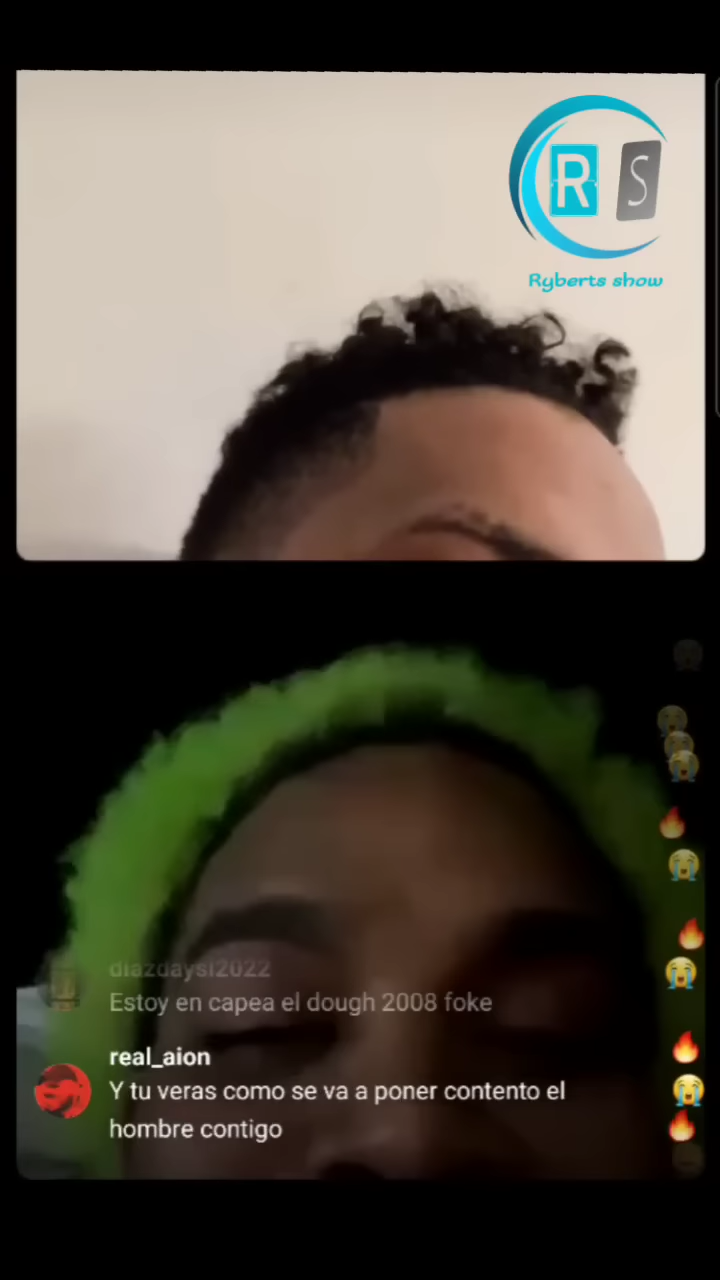 R S
Ryberts show
diazdaysi2022
Estoy en capea el dough 2008 foke
real_aion
Y tu veras como se va a poner contento el
hombre contigo